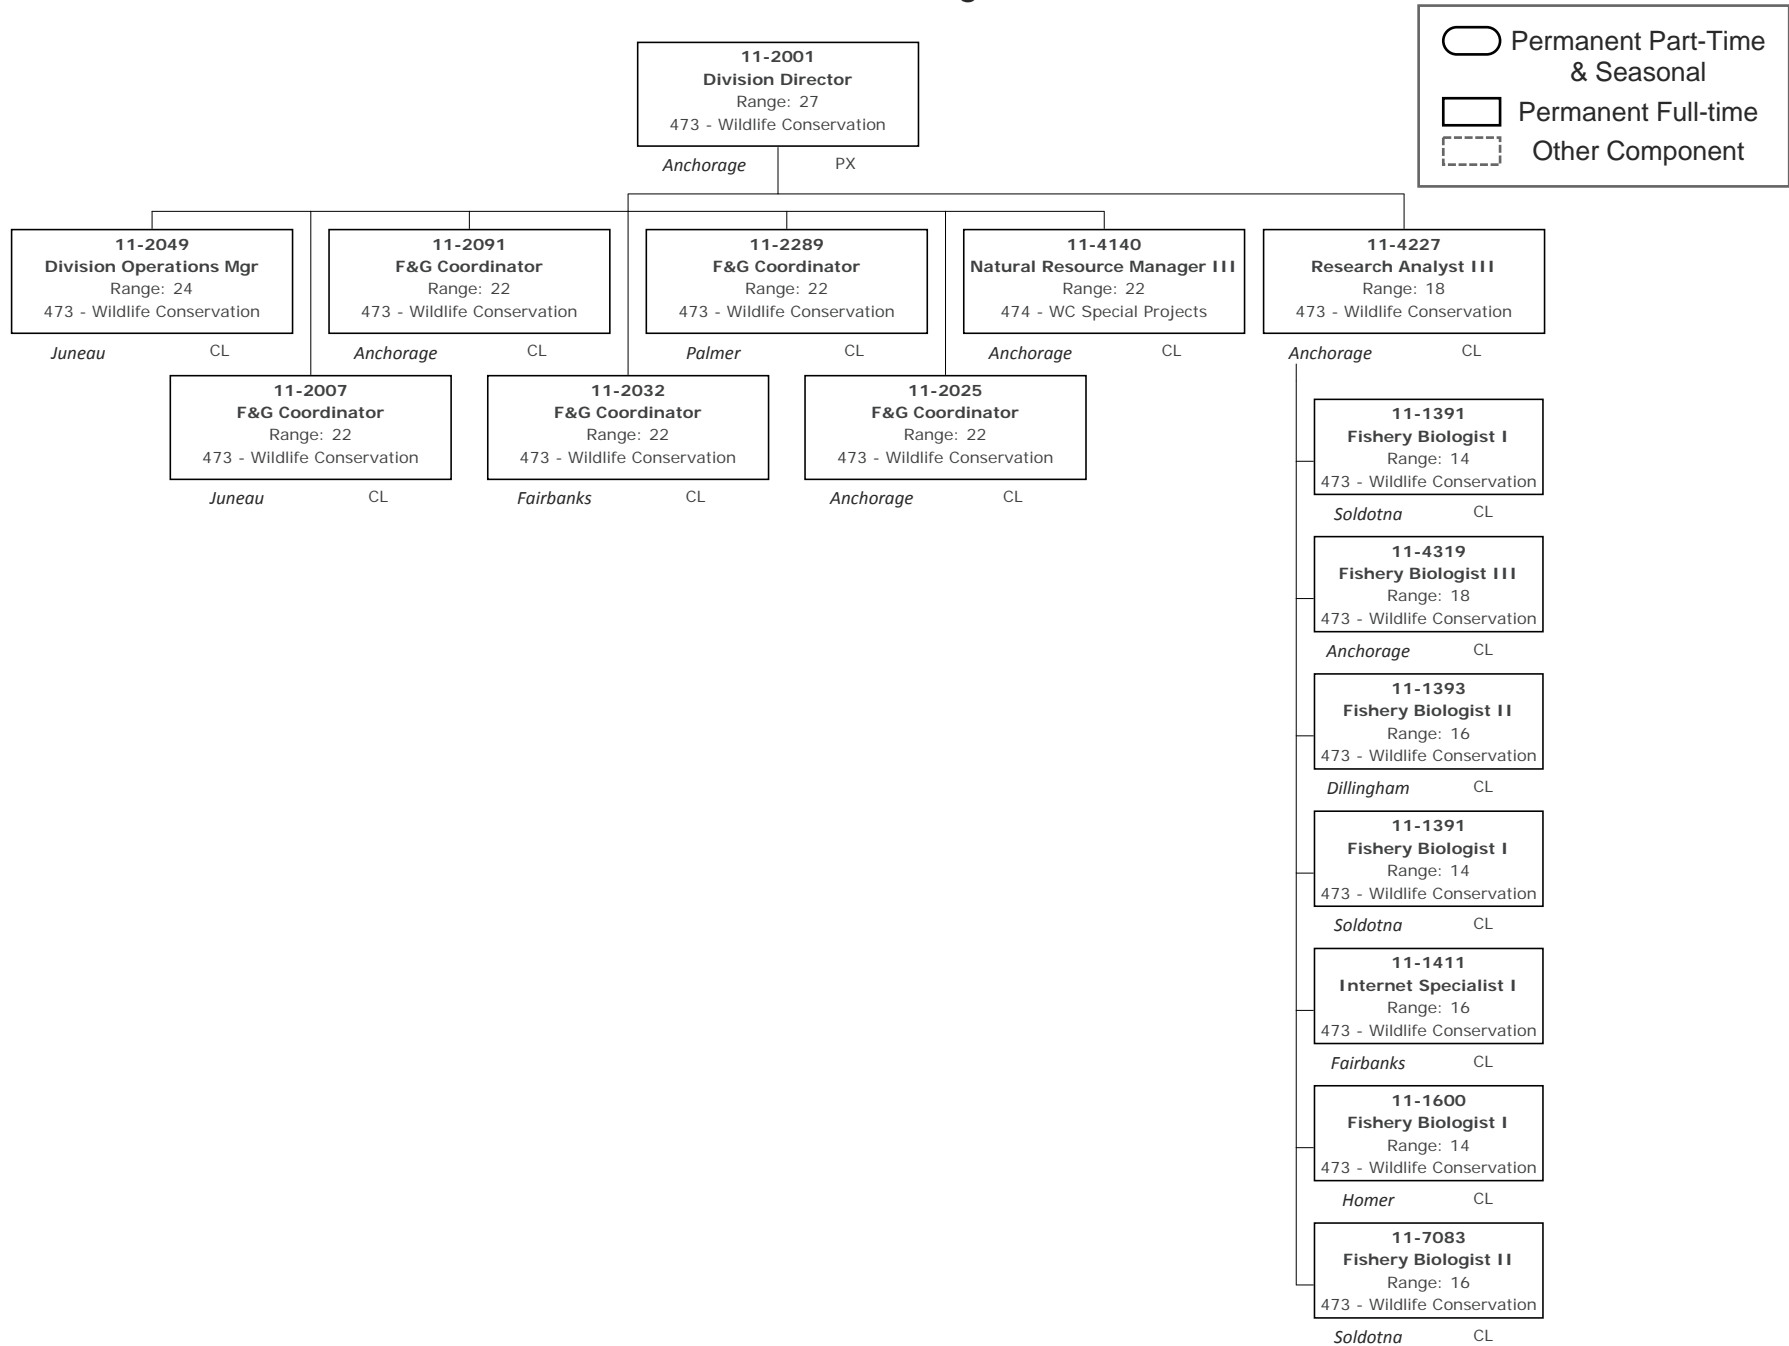 11-2001
Division Director
Range: 27
473 - Wildlife Conservation
Anchorage PX
Permanent Part-Time
& Seasonal
Permanent Full-time
Other Component
11-2049
Division Operations Mgr
Range: 24
473 - Wildlife Conservation
Juneau CL
11-2091
F&G Coordinator
Range: 22
473 - Wildlife Conservation
Anchorage CL
11-2289
F&G Coordinator
Range: 22
473 - Wildlife Conservation
Palmer CL
11-4140
Natural Resource Manager III
Range: 22
474 - WC Special Projects
Anchorage CL
11-4227
Research Analyst III
Range: 18
473 - Wildlife Conservation
Anchorage CL
11-2007
F&G Coordinator
Range: 22
473 - Wildlife Conservation
Juneau CL
11-2032
F&G Coordinator
Range: 22
473 - Wildlife Conservation
Fairbanks CL
11-2025
F&G Coordinator
Range: 22
473 - Wildlife Conservation
Anchorage CL
11-1391
Fishery Biologist I
Range: 14
473 - Wildlife Conservation
Soldotna CL
11-4319
Fishery Biologist III
Range: 18
473 - Wildlife Conservation
Anchorage CL
11-1393
Fishery Biologist II
Range: 16
473 - Wildlife Conservation
Dillingham CL
11-1391
Fishery Biologist I
Range: 14
473 - Wildlife Conservation
Soldotna CL
11-1411
Internet Specialist I
Range: 16
473 - Wildlife Conservation
Fairbanks CL
11-1600
Fishery Biologist I
Range: 14
473 - Wildlife Conservation
Homer CL
11-7083
Fishery Biologist II
Range: 16
473 - Wildlife Conservation
Soldotna CL